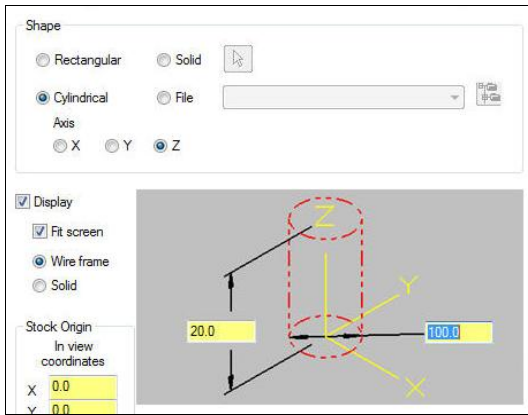 Shape
Rectangular Solid
Cylindrical File
Axis
X Y Z
Display
Fit screen
Wire frame
Solid
Z
Y
20.0 100.0
X
Stock Origin
In view
coordinates
X 0.0
Y 0.0